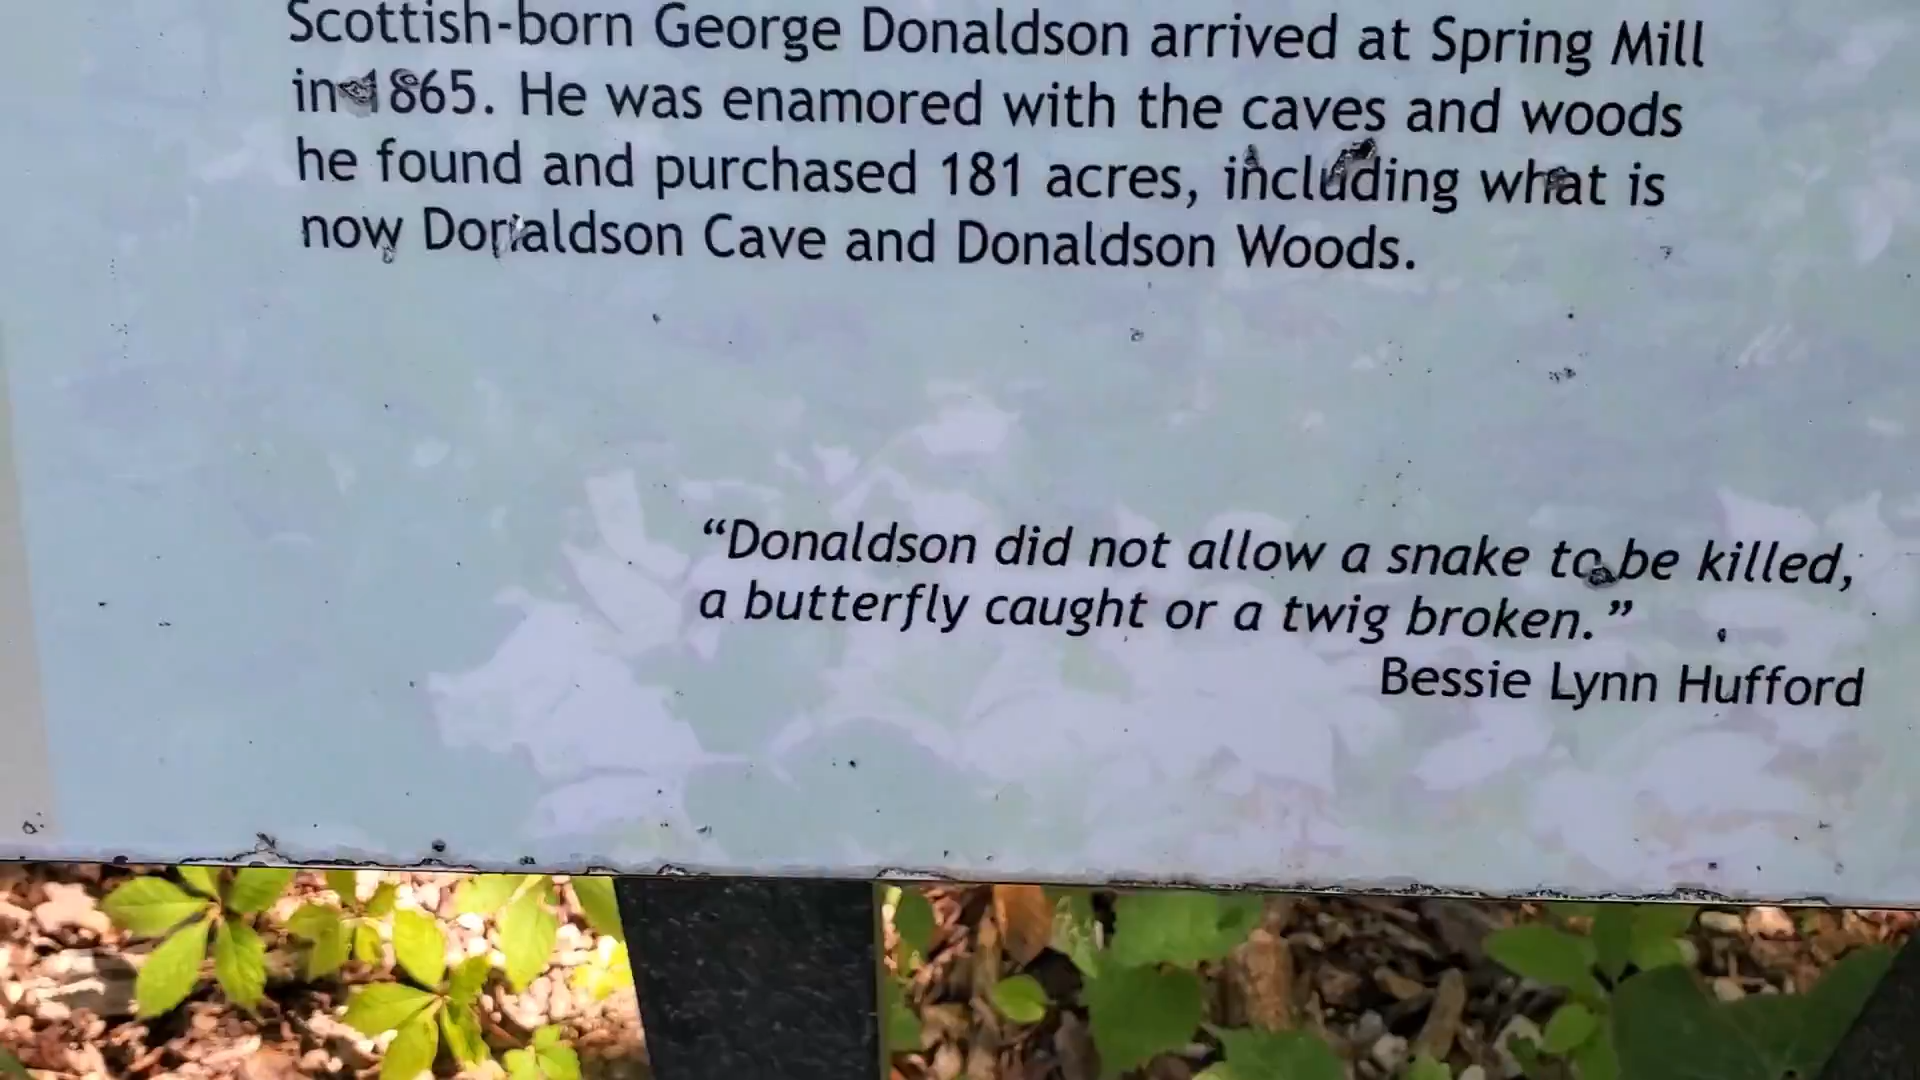 Scottish-born George Donaldson arrived at Spring Mill
in 1865. He was enamored with the caves and woods
he found and purchased 181 acres, including what is
now Donaldson Cave and Donaldson Woods.
“Donaldson did not allow a snake to be killed,
a butterfly caught or a twig broken.”
Bessie Lynn Hufford